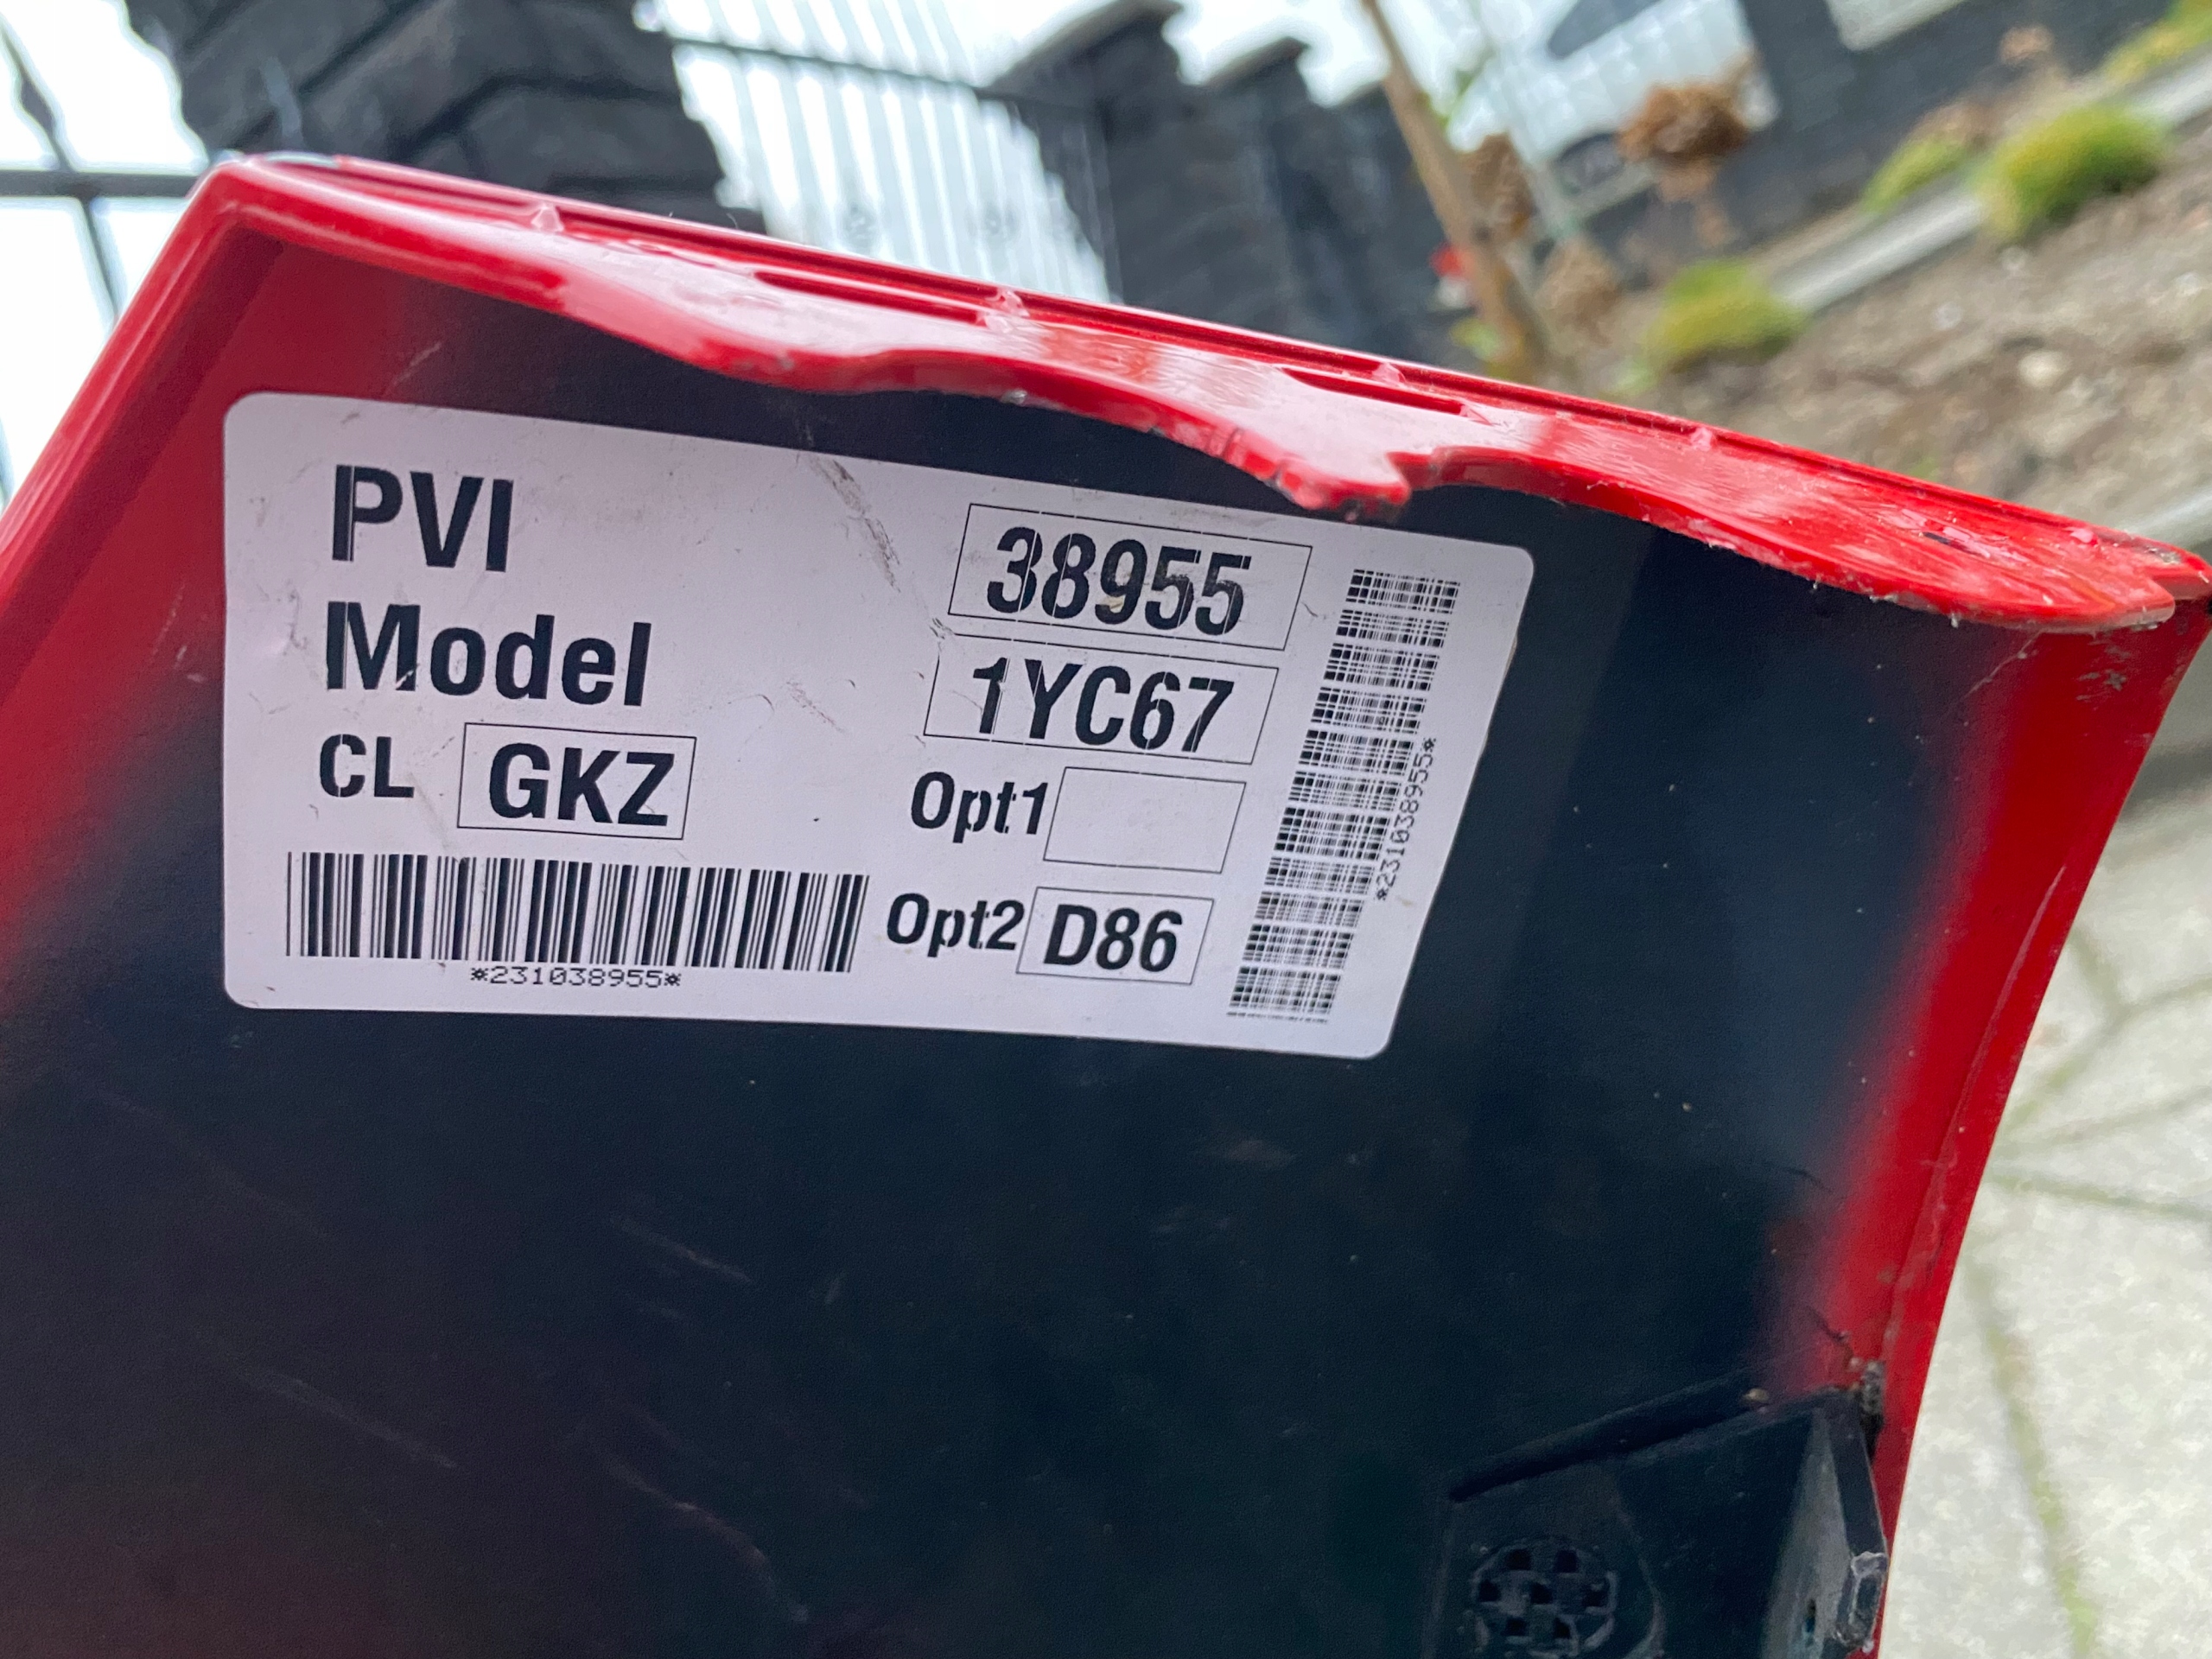 PVI 38955
Model 1YC67
CL GKZ Opt1
Opt2 D86
*231038955*
*231038955*